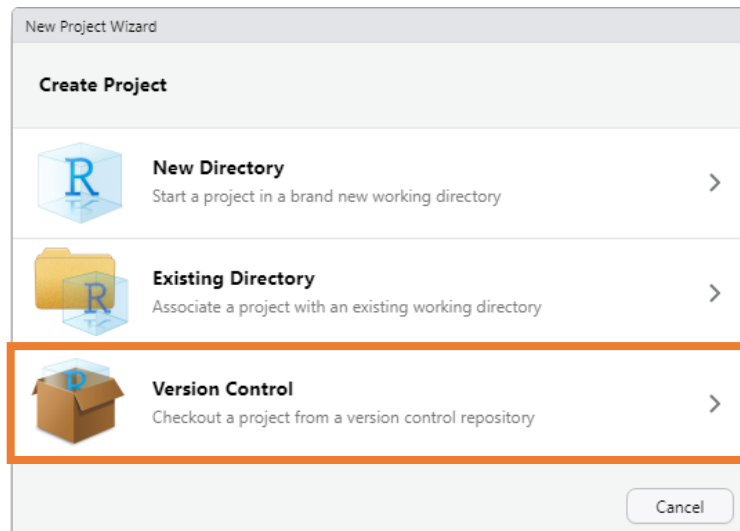 New Project Wizard
Create Project
R
New Directory
Start a project in a brand new working directory
R
Existing Directory
Associate a project with an existing working directory
R
Version Control
Checkout a project from a version control repository
Cancel